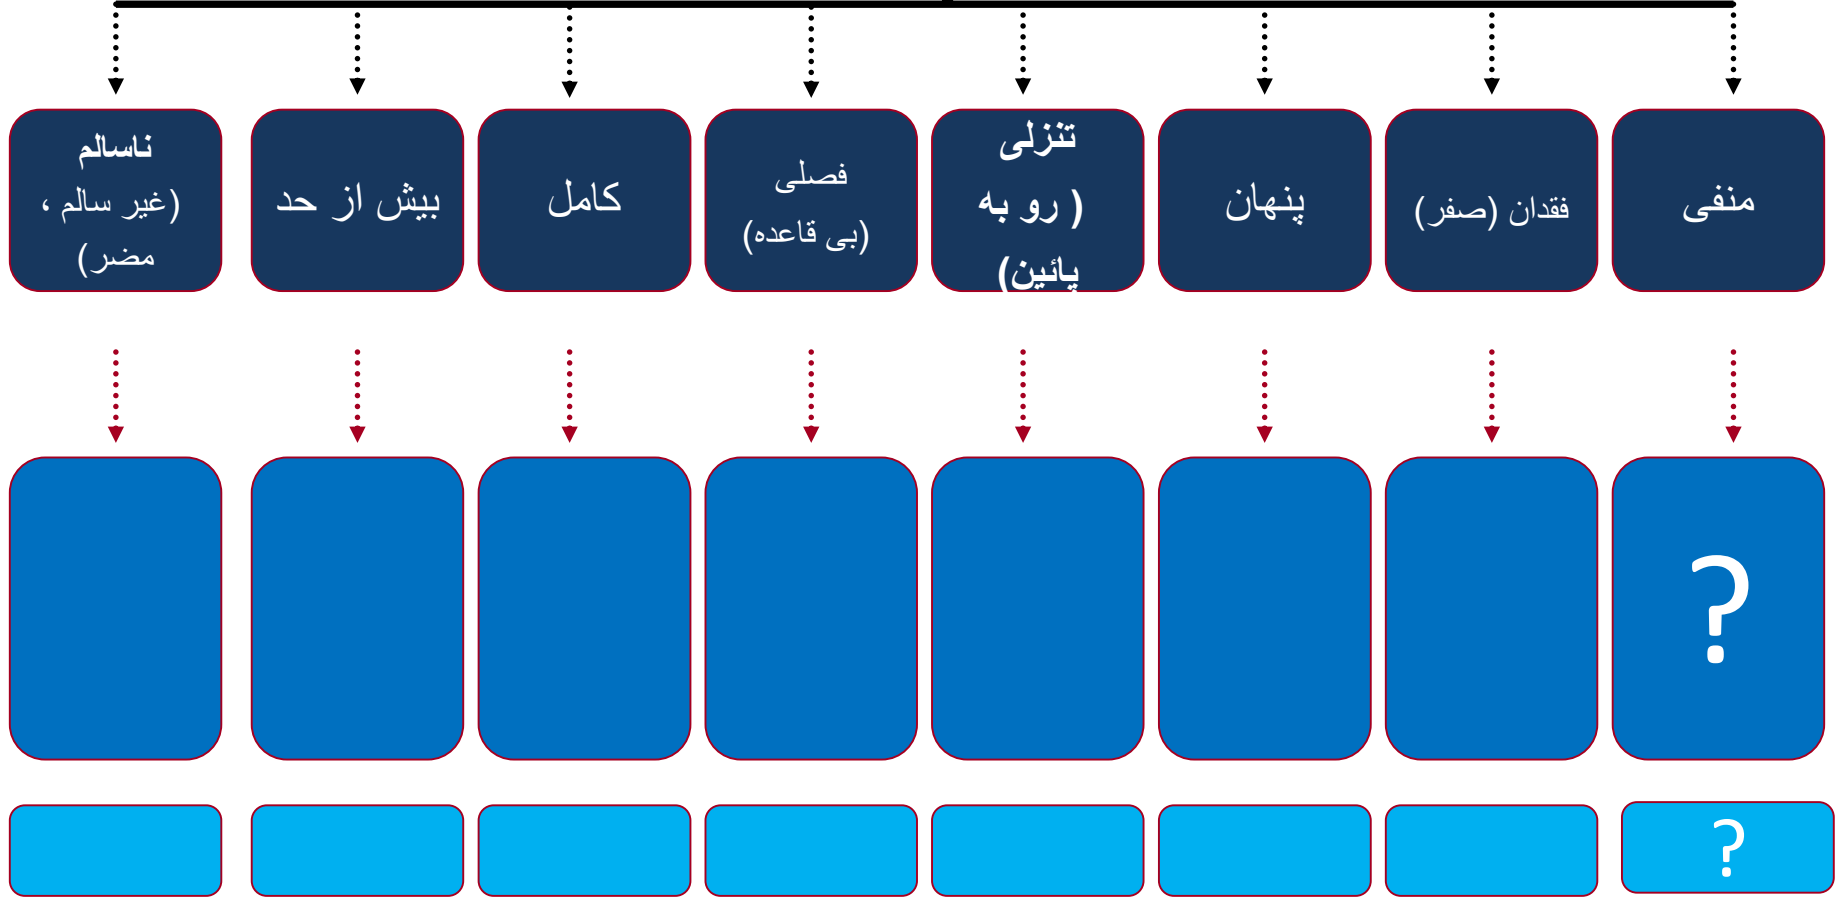 منفی
فقدان (صفر)
پنهان
تنزلی
( رو به
پائین)
فصلی
(بی قاعده)
کامل
بیش از حد
ناسالم
(غیر سالم ،
مضر)
?
?